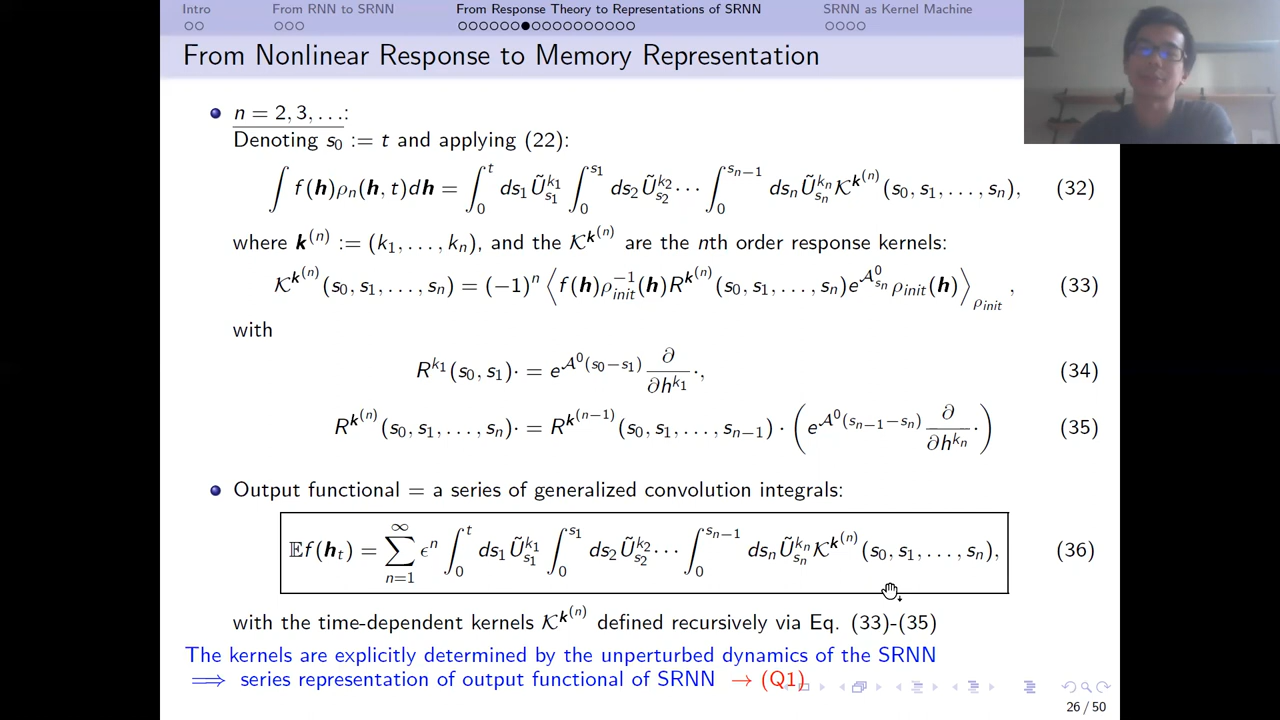 Intro From RNN to SRNN From Response Theory to Representations of SRNN SRNN as Kernel Machine
From Nonlinear Response to Memory Representation
n = 2, 3, . . .:
Denoting s₀ := t and applying (22):
∫ f(h)ρₙ(h, t)dh = ∫₀ᵗ ds₁ Ũ_{s₁}^{k₁} ∫₀^{s₁} ds₂ Ũ_{s₂}^{k₂} · · · ∫₀^{s_{n−1}} dsₙ Ũ_{sₙ}^{kₙ} 𝒦^{k^{(n)}}(s₀, s₁, . . . , sₙ), (32)
where k^{(n)} := (k₁, . . . , kₙ), and the 𝒦^{k^{(n)}} are the nth order response kernels:
𝒦^{k^{(n)}}(s₀, s₁, . . . , sₙ) = (−1)ⁿ ⟨f(h)ρ_{init}^{−1}(h)R^{k^{(n)}}(s₀, s₁, . . . , sₙ)e^{𝒜⁰_{sₙ}} ρ_{init}(h)⟩_{ρ_{init}} , (33)
with
R^{k₁}(s₀, s₁)· = e^{𝒜⁰(s₀−s₁)} ∂/∂h^{k₁} ·, (34)
R^{k^{(n)}}(s₀, s₁, . . . , sₙ)· = R^{k^{(n−1)}}(s₀, s₁, . . . , s_{n−1}) · (e^{𝒜⁰(s_{n−1}−sₙ)} ∂/∂h^{kₙ} ·) (35)
Output functional = a series of generalized convolution integrals:
𝔼f(hₜ) = ∑_{n=1}^{∞} ϵⁿ ∫₀ᵗ ds₁ Ũ_{s₁}^{k₁} ∫₀^{s₁} ds₂ Ũ_{s₂}^{k₂} · · · ∫₀^{s_{n−1}} dsₙ Ũ_{sₙ}^{kₙ} 𝒦^{k^{(n)}}(s₀, s₁, . . . , sₙ), (36)
with the time-dependent kernels 𝒦^{k^{(n)}} defined recursively via Eq. (33)-(35)
The kernels are explicitly determined by the unperturbed dynamics of the SRNN
⟹ series representation of output functional of SRNN → (Q1)
26 / 50